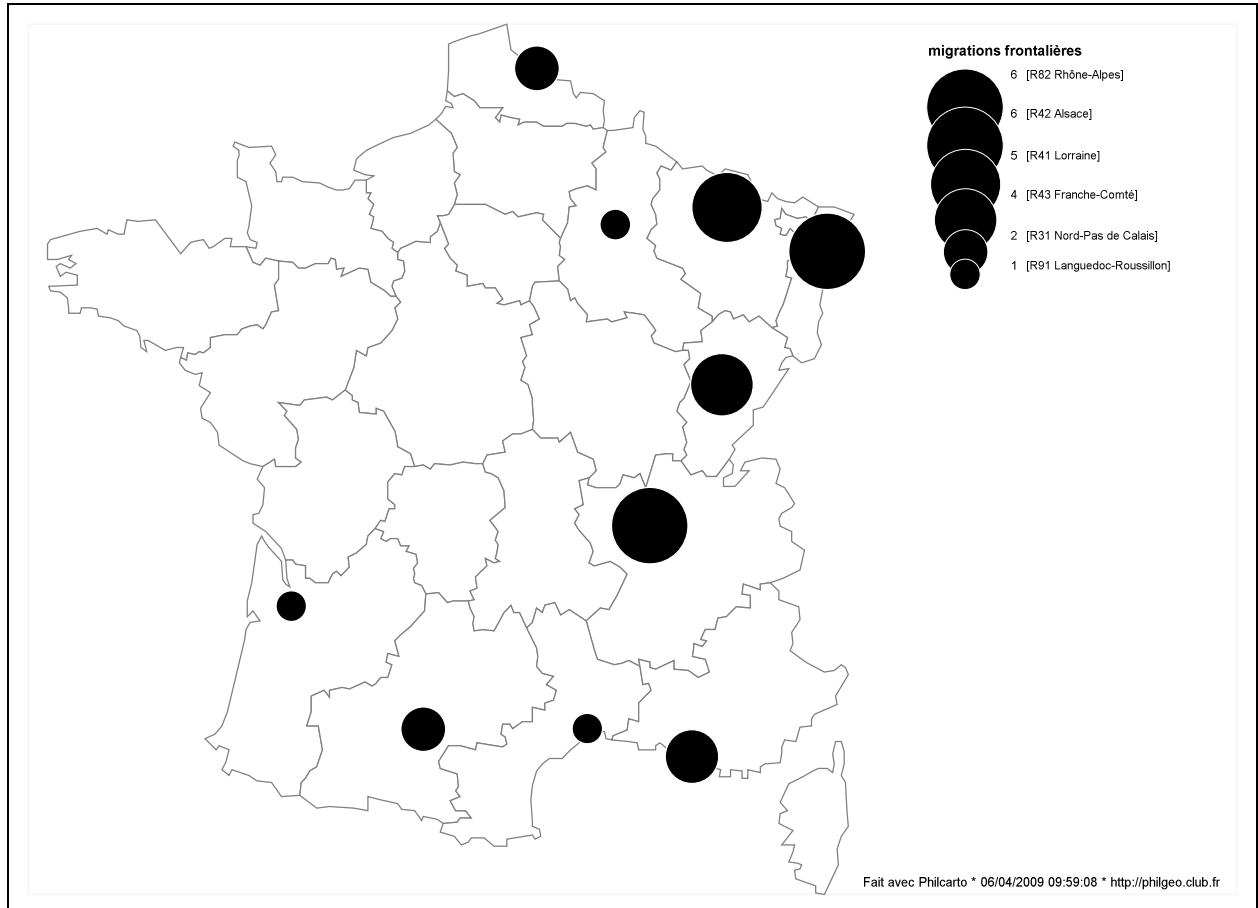 migrations frontalières
6 [R82 Rhône-Alpes]
6 [R42 Alsace]
5 [R41 Lorraine]
4 [R43 Franche-Comté]
2 [R31 Nord-Pas de Calais]
1 [R91 Languedoc-Roussillon]
Fait avec Philcarto * 06/04/2009 09:59:08 * http://philgeo.club.fr